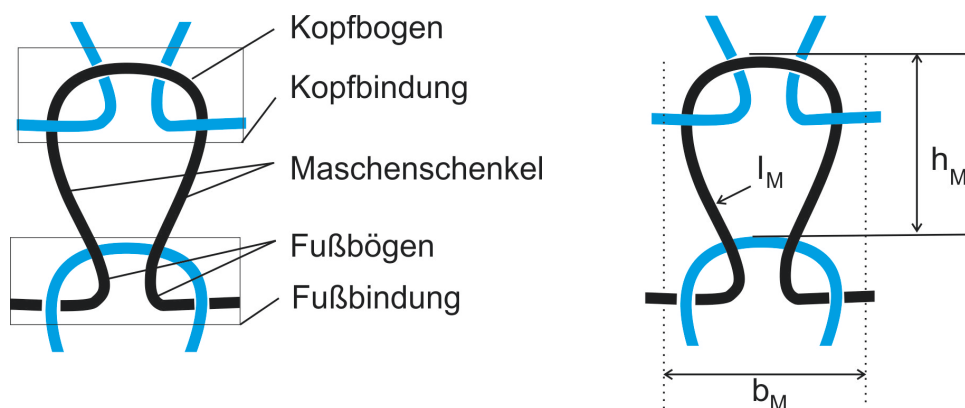 Kopfbogen
Kopfbindung
Maschenschenkel
Fußbögen
Fußbindung
l_M
h_M
b_M